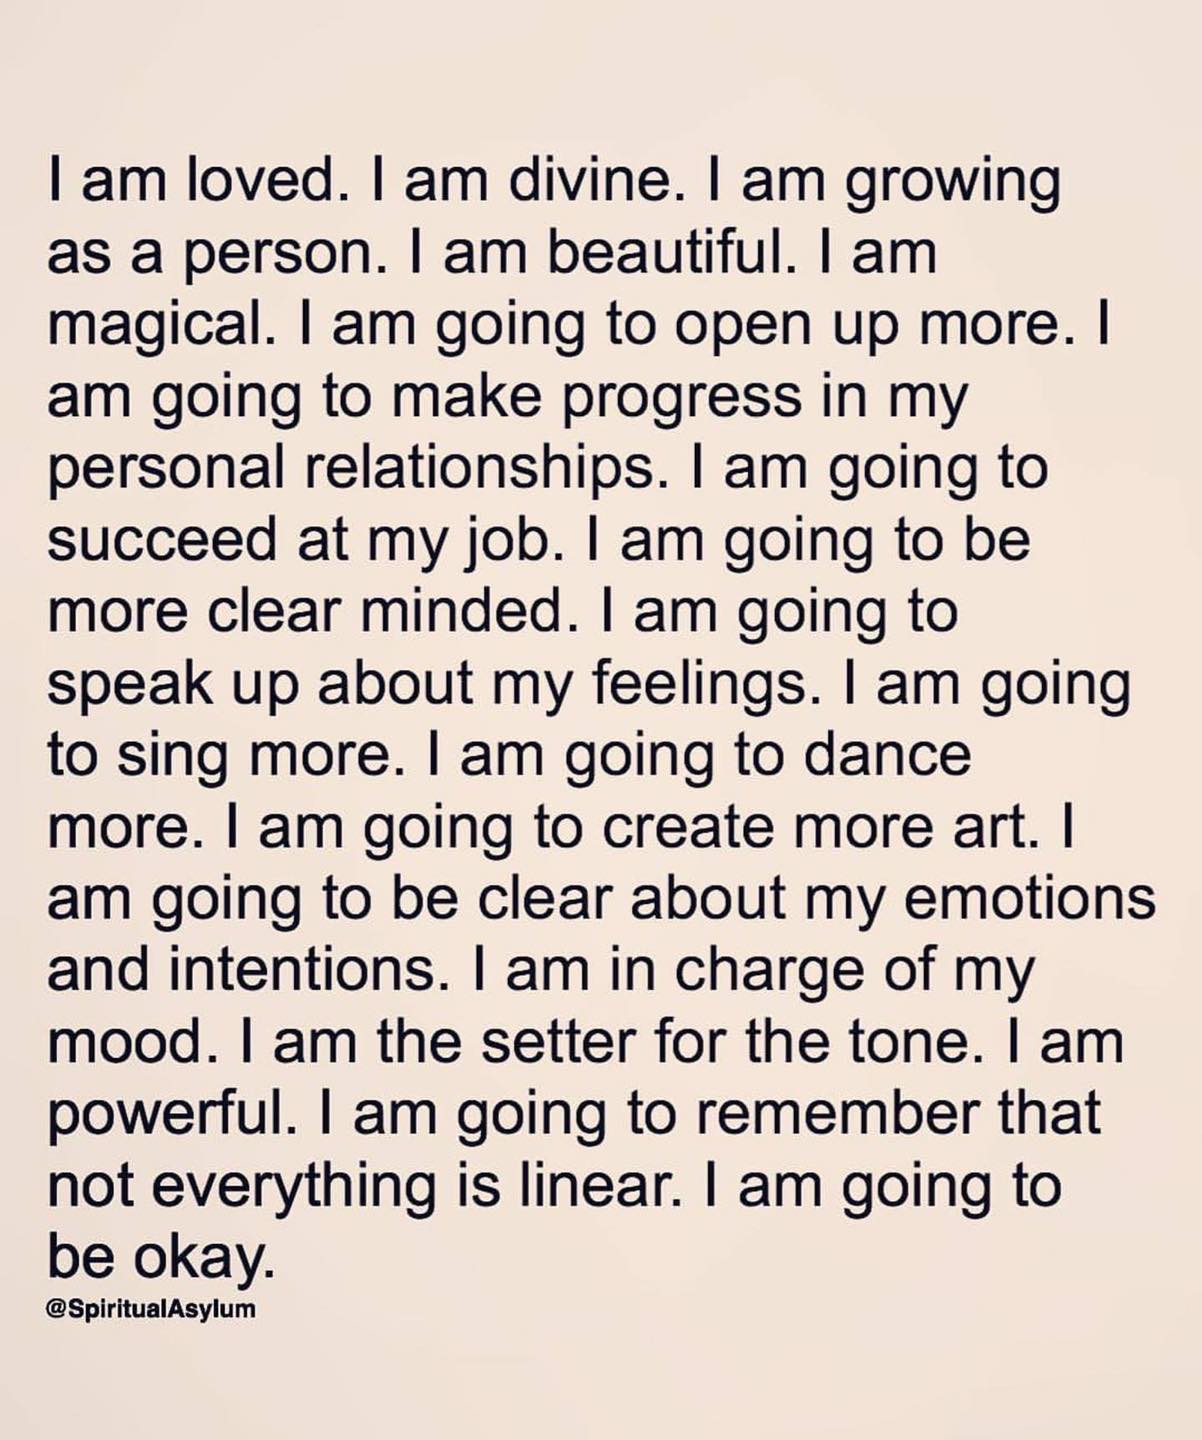 I am loved. I am divine. I am growing
as a person. I am beautiful. I am
magical. I am going to open up more. I
am going to make progress in my
personal relationships. I am going to
succeed at my job. I am going to be
more clear minded. I am going to
speak up about my feelings. I am going
to sing more. I am going to dance
more. I am going to create more art. I
am going to be clear about my emotions
and intentions. I am in charge of my
mood. I am the setter for the tone. I am
powerful. I am going to remember that
not everything is linear. I am going to
be okay.
@SpiritualAsylum